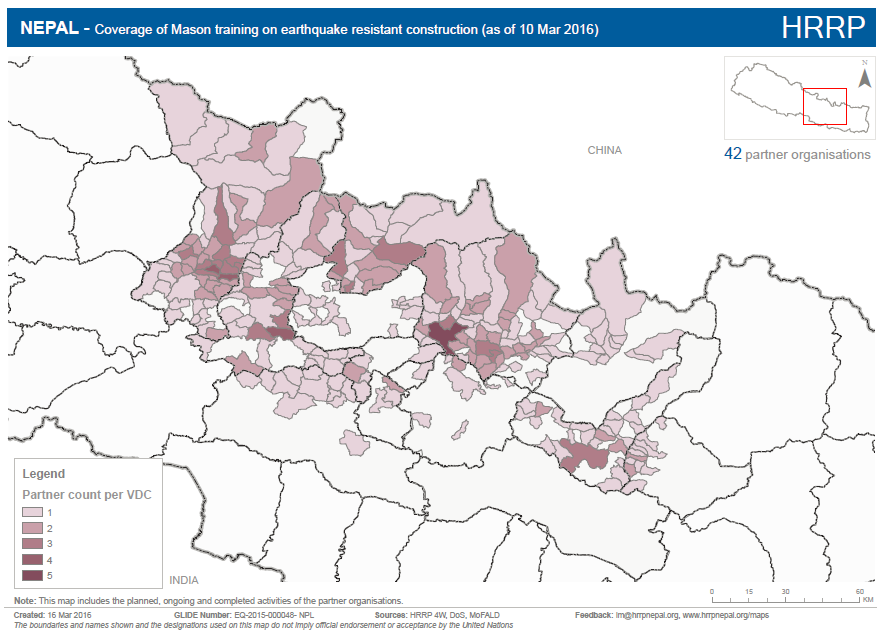 NEPAL - Coverage of Mason training on earthquake resistant construction (as of 10 Mar 2016)
HRRP
N
CHINA
42 partner organisations
Legend
Partner count per VDC
1
2
3
4
5
INDIA
0 15 30 60
KM
Note: This map includes the planned, ongoing and completed activities of the partner organisations.
Created: 16 Mar 2016 GLIDE Number: EQ-2015-000048- NPL Sources: HRRP 4W, DoS, MoFALD Feedback: im@hrrpnepal.org, www.hrrpnepal.org/maps
The boundaries and names shown and the designations used on this map do not imply official endorsement or acceptance by the United Nations